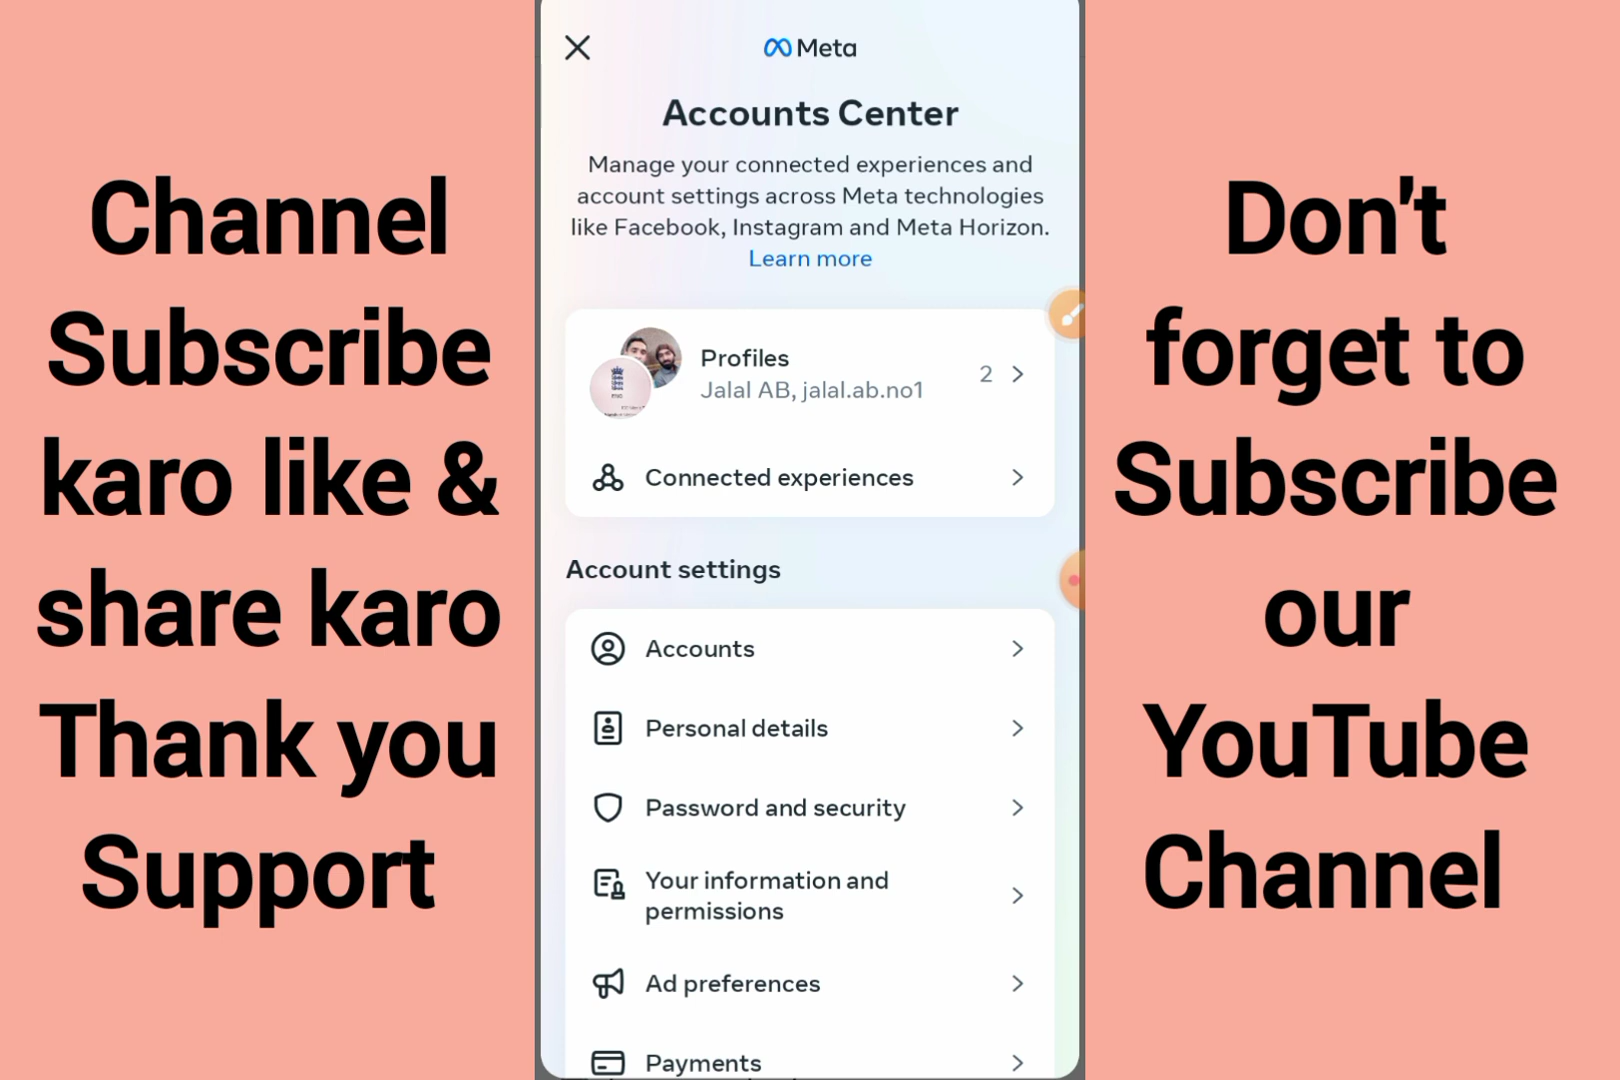 Channel
Subscribe
karo like &
share karo
Thank you
Support
Meta
Accounts Center
Manage your connected experiences and
account settings across Meta technologies
like Facebook, Instagram and Meta Horizon.
Learn more
Profiles
Jalal AB, jalal.ab.no1
2
Connected experiences
Account settings
Accounts
Personal details
Password and security
Your information and
permissions
Ad preferences
Payments
Don't
forget to
Subscribe
our
YouTube
Channel